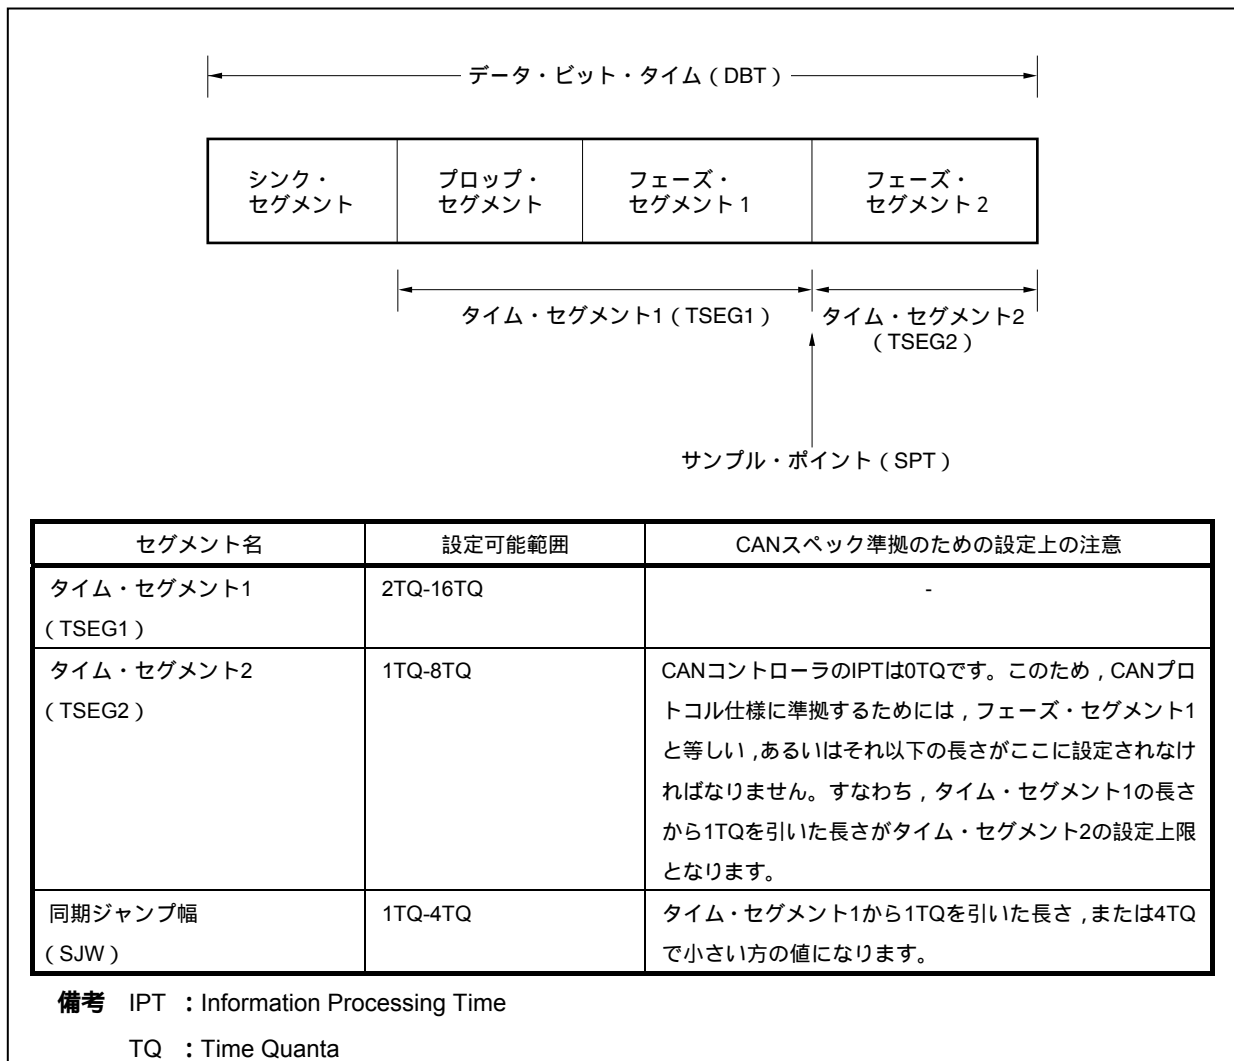 データ・ビット・タイム（DBT）
シンク・
セグメント
プロップ・
セグメント
フェーズ・
セグメント1
フェーズ・
セグメント2
タイム・セグメント1（TSEG1）
タイム・セグメント2
（TSEG2）
サンプル・ポイント（SPT）
セグメント名
設定可能範囲
CANスペック準拠のための設定上の注意
タイム・セグメント1
（TSEG1）
2TQ-16TQ
-
タイム・セグメント2
（TSEG2）
1TQ-8TQ
CANコントローラのIPTは0TQです。このため，CANプロ
トコル仕様に準拠するためには，フェーズ・セグメント1
と等しい，あるいはそれ以下の長さがここに設定されなけ
ればなりません。すなわち，タイム・セグメント1の長さ
から1TQを引いた長さがタイム・セグメント2の設定上限
となります。
同期ジャンプ幅
（SJW）
1TQ-4TQ
タイム・セグメント1から1TQを引いた長さ，または4TQ
で小さい方の値になります。
備考 IPT ：Information Processing Time
TQ ：Time Quanta